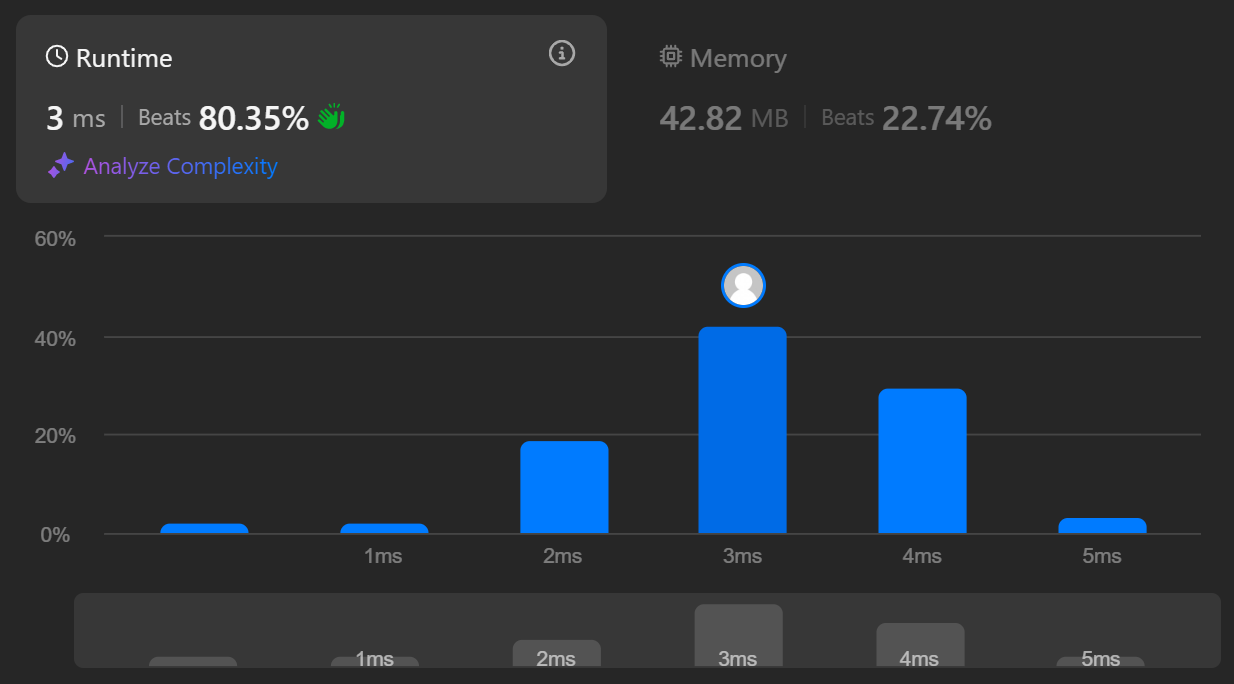 Runtime
3 ms | Beats 80.35%
Analyze Complexity
Memory
42.82 MB | Beats 22.74%
60%
40%
20%
0%
1ms 2ms 3ms 4ms 5ms
1ms 2ms 3ms 4ms 5ms